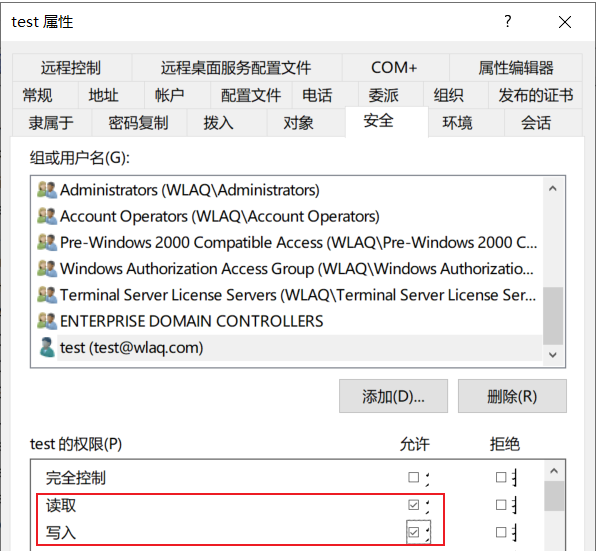 test 属性
远程控制 远程桌面服务配置文件 COM+ 属性编辑器
常规 地址 帐户 配置文件 电话 委派 组织 发布的证书
隶属于 密码复制 拨入 对象 安全 环境 会话
组或用户名(G):
Administrators (WLAQ\Administrators)
Account Operators (WLAQ\Account Operators)
Pre-Windows 2000 Compatible Access (WLAQ\Pre-Windows 2000 C...
Windows Authorization Access Group (WLAQ\Windows Authorizatio...
Terminal Server License Servers (WLAQ\Terminal Server License Ser...
ENTERPRISE DOMAIN CONTROLLERS
test (test@wlaq.com)
添加(D)... 删除(R)
test 的权限(P) 允许 拒绝
完全控制
读取
写入